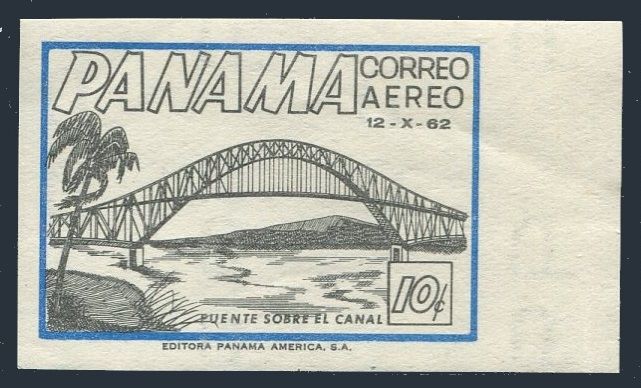 PANAMA
CORREO
AEREO
12-X-62
10¢
PUENTE SOBRE EL CANAL
EDITORA PANAMA AMERICA, S.A.